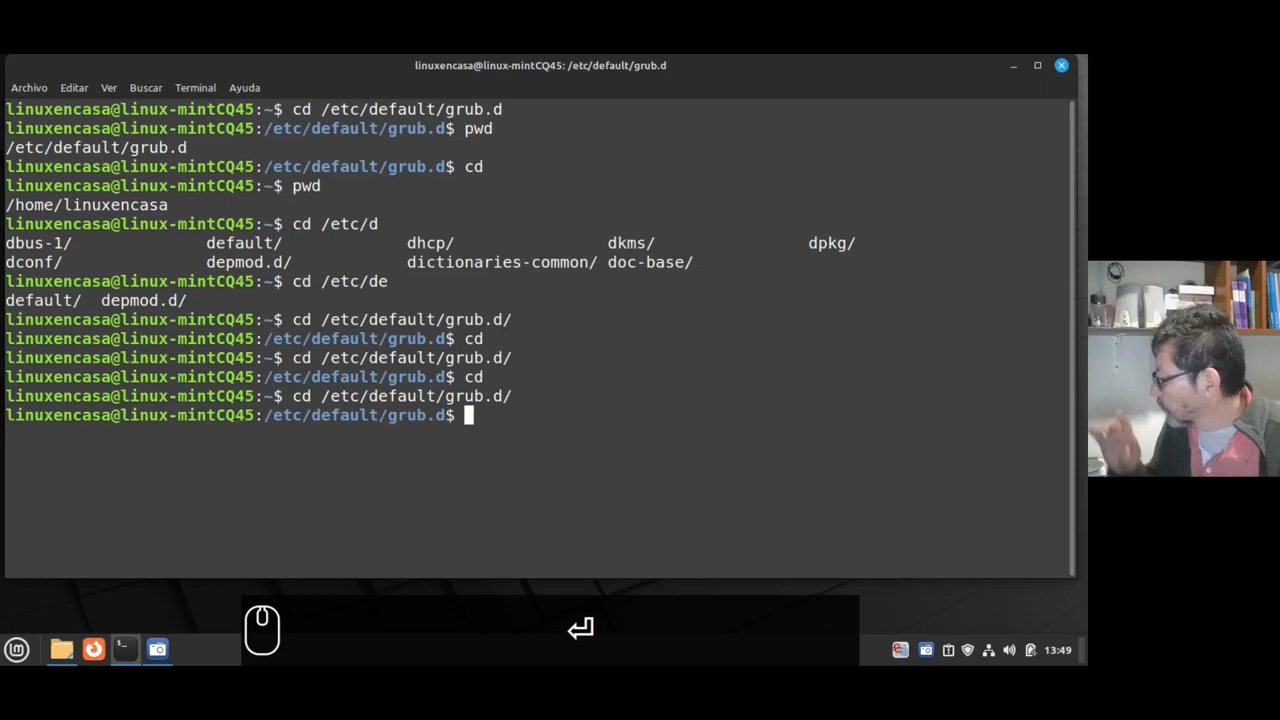 linuxencasa@linux-mintCQ45: /etc/default/grub.d
Archivo Editar Ver Buscar Terminal Ayuda
linuxencasa@linux-mintCQ45:~$ cd /etc/default/grub.d
linuxencasa@linux-mintCQ45:/etc/default/grub.d$ pwd
/etc/default/grub.d
linuxencasa@linux-mintCQ45:/etc/default/grub.d$ cd
linuxencasa@linux-mintCQ45:~$ pwd
/home/linuxencasa
linuxencasa@linux-mintCQ45:~$ cd /etc/d
dbus-1/ default/ dhcp/ dkms/ dpkg/
dconf/ depmod.d/ dictionaries-common/ doc-base/
linuxencasa@linux-mintCQ45:~$ cd /etc/de
default/ depmod.d/
linuxencasa@linux-mintCQ45:~$ cd /etc/default/grub.d/
linuxencasa@linux-mintCQ45:/etc/default/grub.d$ cd
linuxencasa@linux-mintCQ45:~$ cd /etc/default/grub.d/
linuxencasa@linux-mintCQ45:/etc/default/grub.d$ cd
linuxencasa@linux-mintCQ45:~$ cd /etc/default/grub.d/
linuxencasa@linux-mintCQ45:/etc/default/grub.d$
13:49